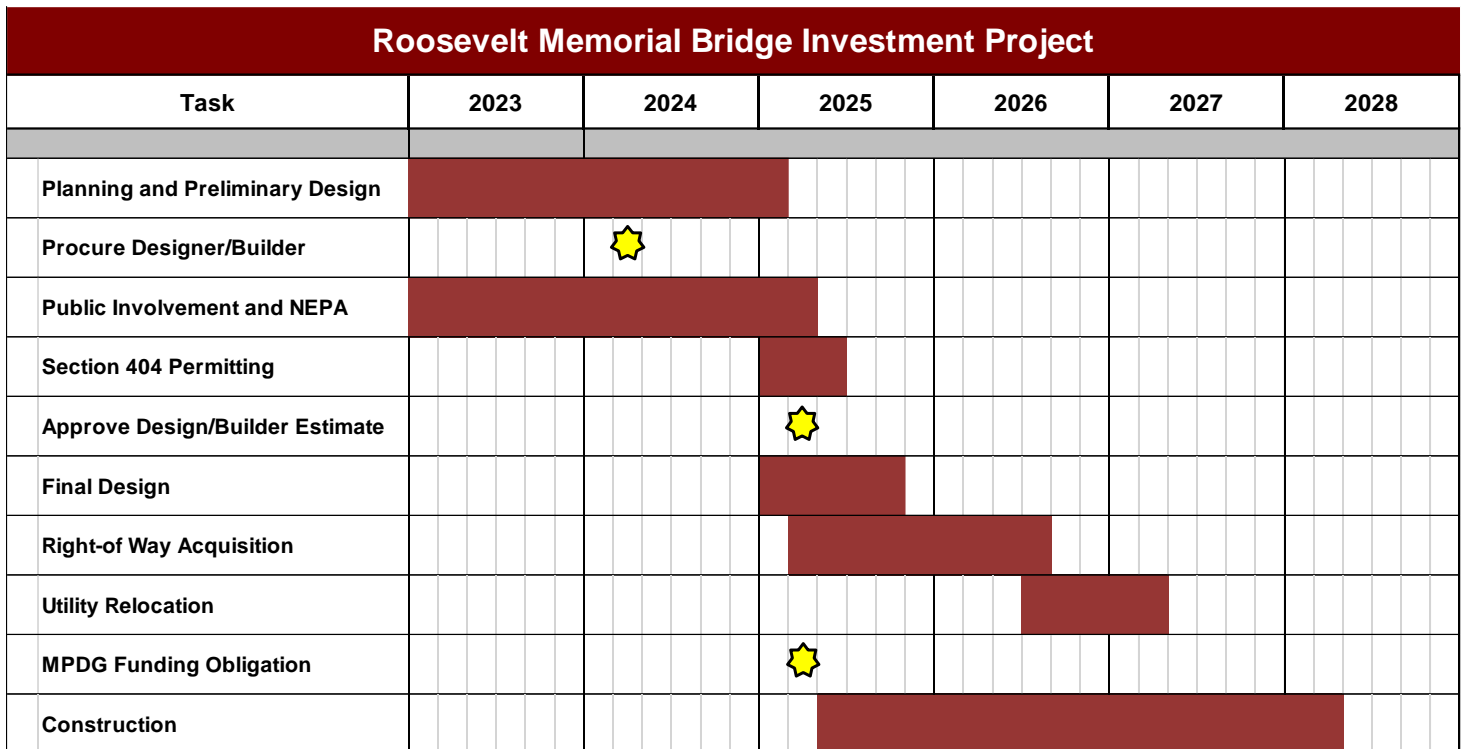 Roosevelt Memorial Bridge Investment Project
Task 2023 2024 2025 2026 2027 2028
Planning and Preliminary Design
Procure Designer/Builder
Public Involvement and NEPA
Section 404 Permitting
Approve Design/Builder Estimate
Final Design
Right-of Way Acquisition
Utility Relocation
MPDG Funding Obligation
Construction